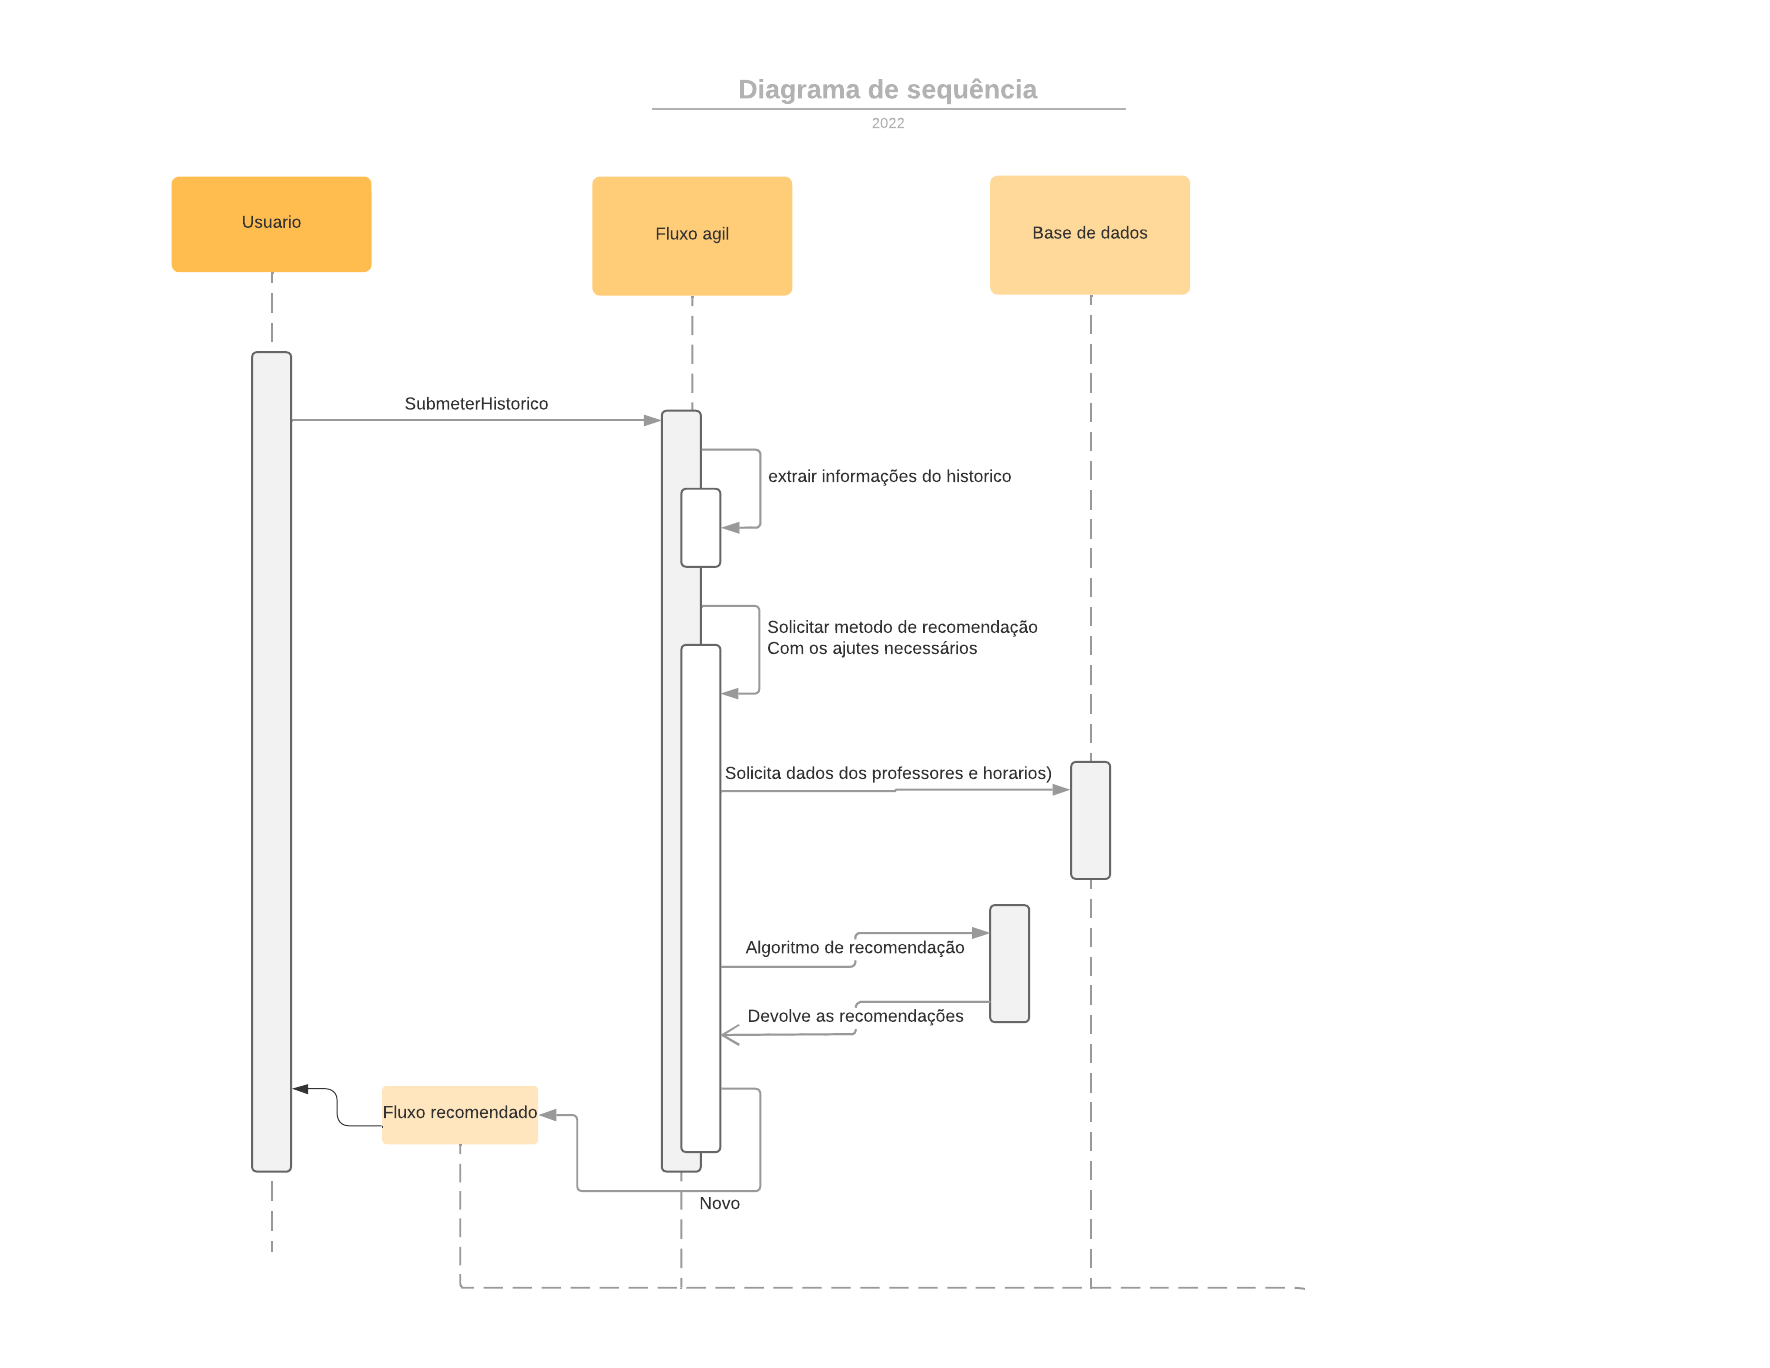 Diagrama de sequência
2022
Usuario
Fluxo agil
Base de dados
SubmeterHistorico
extrair informações do historico
Solicitar metodo de recomendação
Com os ajutes necessários
Solicita dados dos professores e horarios)
Algoritmo de recomendação
Devolve as recomendações
Fluxo recomendado
Novo